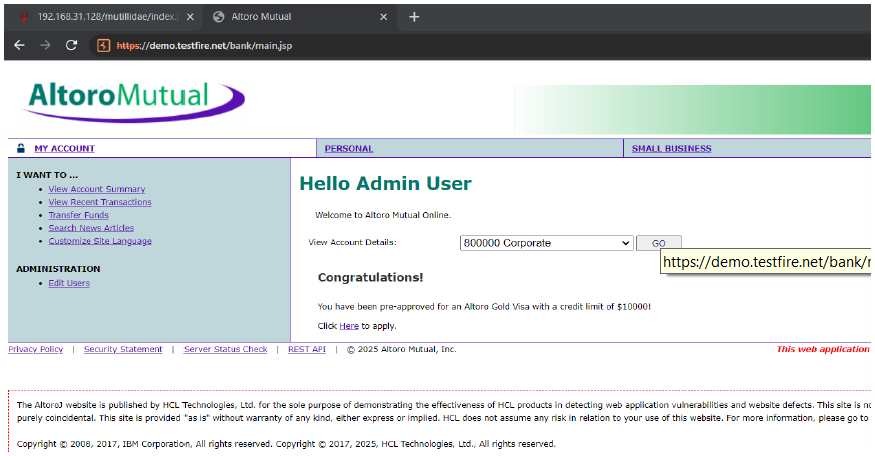 192.168.31.128/mutillidae/index.
Altoro Mutual
https://demo.testfire.net/bank/main.jsp
AltoroMutual
MY ACCOUNT
PERSONAL
SMALL BUSINESS
I WANT TO ...
View Account Summary
View Recent Transactions
Transfer Funds
Search News Articles
Customize Site Language
ADMINISTRATION
Edit Users
Hello Admin User
Welcome to Altoro Mutual Online.
View Account Details:
800000 Corporate
GO
https://demo.testfire.net/bank/
Congratulations!
You have been pre-approved for an Altoro Gold Visa with a credit limit of $10000!
Click Here to apply.
Privacy Policy | Security Statement | Server Status Check | REST API | © 2025 Altoro Mutual, Inc.
This web application
The AltoroJ website is published by HCL Technologies, Ltd. for the sole purpose of demonstrating the effectiveness of HCL products in detecting web application vulnerabilities and website defects. This site is
purely coincidental. This site is provided "as is" without warranty of any kind, either express or implied. HCL does not assume any risk in relation to your use of this website. For more information, please go to
Copyright © 2008, 2017, IBM Corporation, All rights reserved. Copyright © 2017, 2025, HCL Technologies, Ltd., All rights reserved.